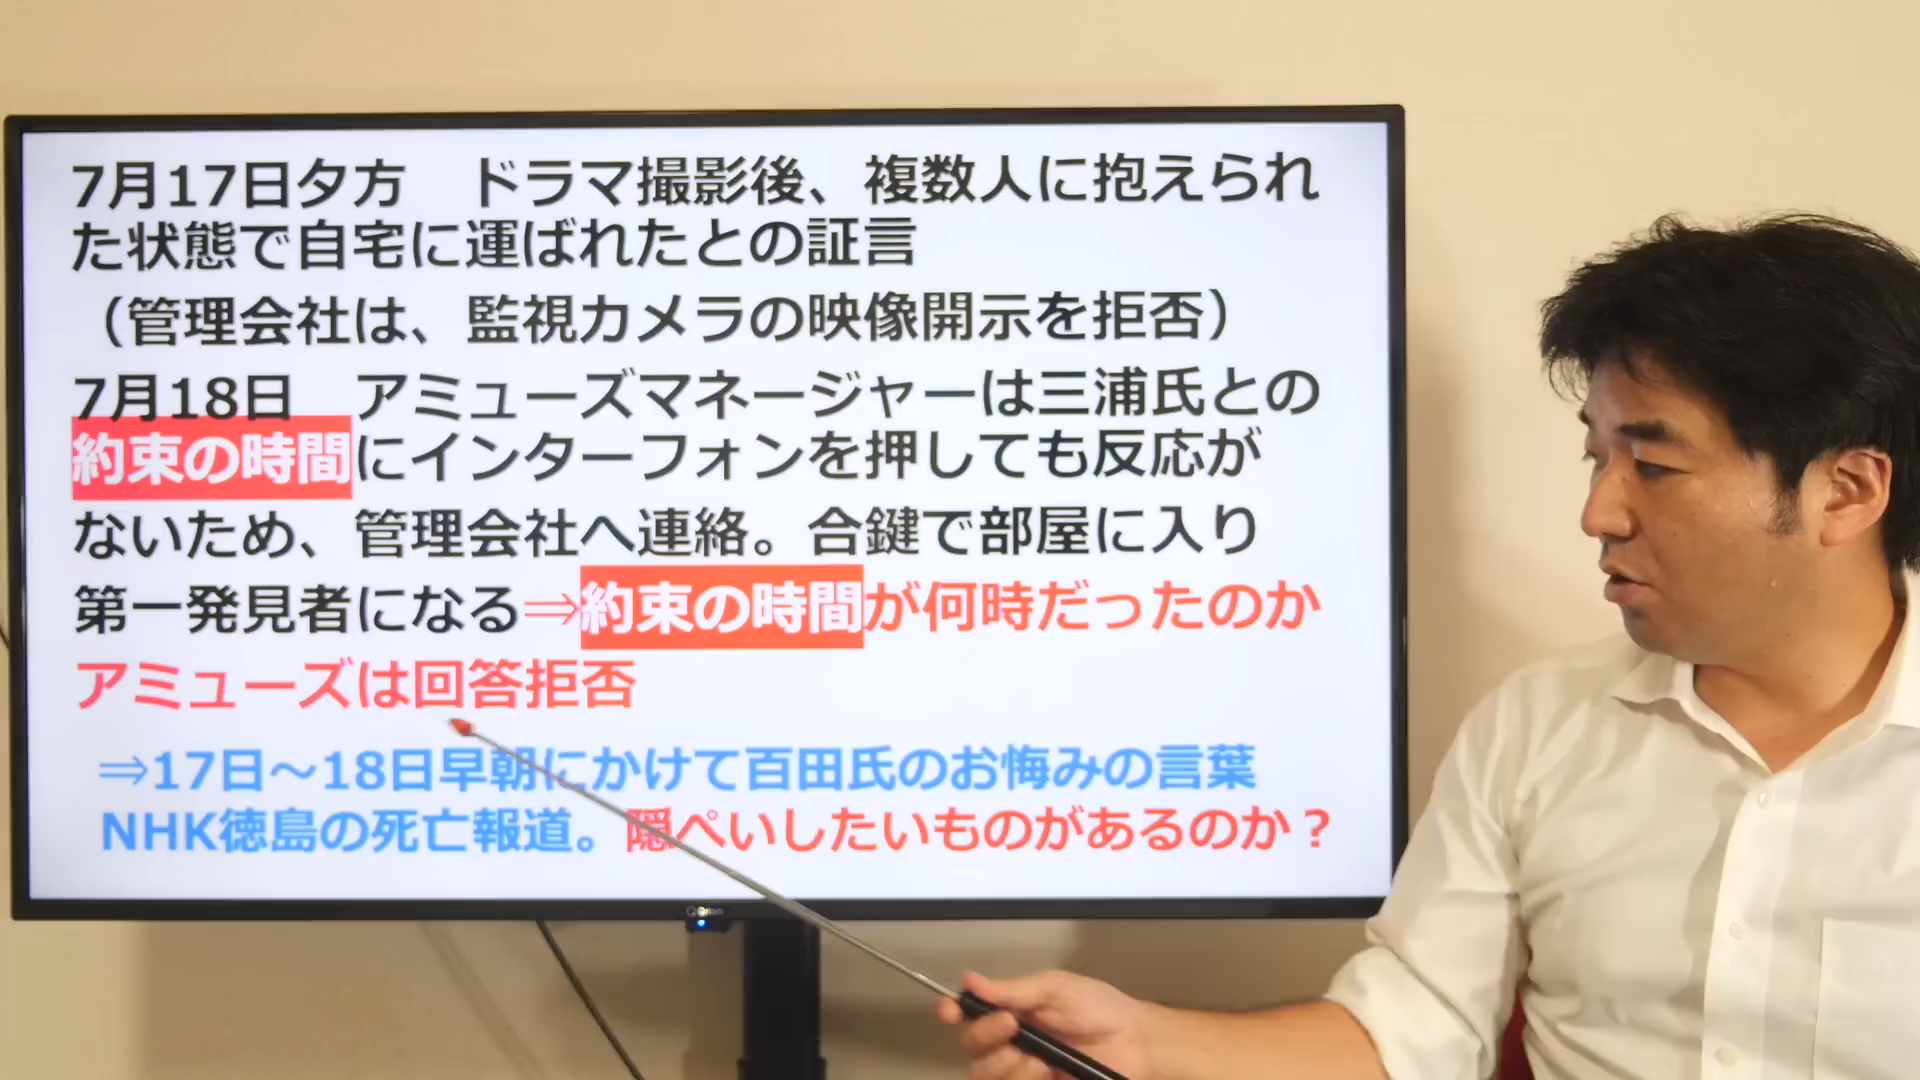 7月17日夕方　ドラマ撮影後、複数人に抱えられ
た状態で自宅に運ばれたとの証言
（管理会社は、監視カメラの映像開示を拒否）
7月18日　アミューズマネージャーは三浦氏との
約束の時間にインターフォンを押しても反応が
ないため、管理会社へ連絡。合鍵で部屋に入り
第一発見者になる⇒約束の時間が何時だったのか
アミューズは回答拒否
⇒17日～18日早朝にかけて百田氏のお悔みの言葉
NHK徳島の死亡報道。隠ぺいしたいものがあるのか？
Orion